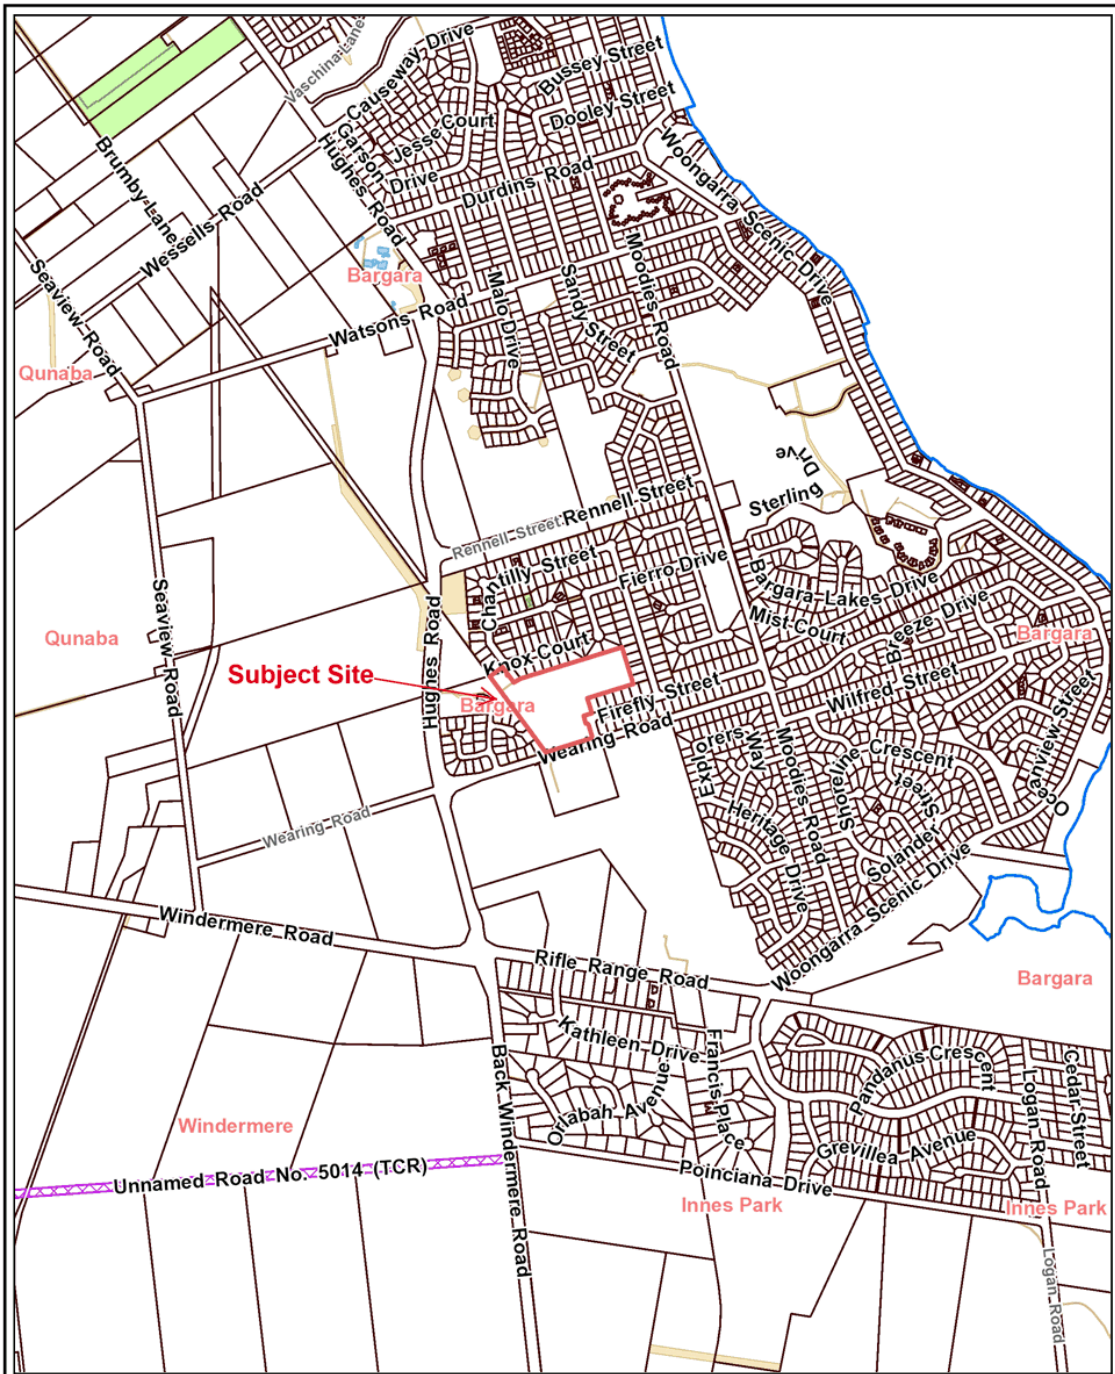 Vaschina Lane
Causeway Drive
Bussey Street
Dooley Street
Jesse Court
Garson Drive
Hughes Road
Brumby Lane
Wessells Road
Durdins Road
Woongarra Scenic Drive
Seaview Road
Bargara
Watsons Road
Malo Drive
Sandy Street
Moodies Road
Qunaba
Sterling Drive
Rennell Street
Rennell Street
Chantilly Street
Fierro Drive
Bargara Lakes Drive
Mist Court
Breeze Drive
Seaview Road
Qunaba
Hughes Road
Knox Court
Bargara
Subject Site
Bargara
Firefly Street
Wilfred Street
Wearing Road
Explorers Way
Moodies Road
Shoreline Crescent
Oceanview Street
Solander Street
Heritage Drive
Wearing Road
Woongarra Scenic Drive
Windermere Road
Rifle Range Road
Bargara
Kathleen Drive
Francis Place
Pandanus Crescent
Cedar Street
Logan Road
Back Windermere Road
Orlabah Avenue
Grevillea Avenue
Windermere
Unnamed Road No. 5014 (TCR)
Poinciana Drive
Innes Park
Innes Park
Logan Road